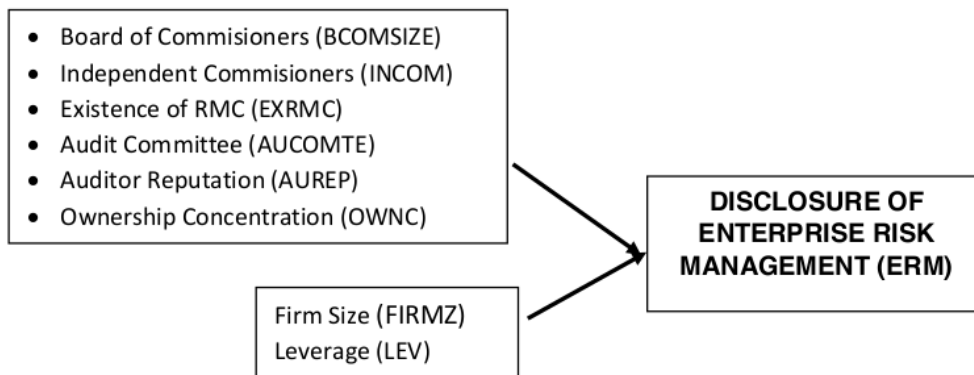 • Board of Commisioners (BCOMSIZE)
• Independent Commisioners (INCOM)
• Existence of RMC (EXRMC)
• Audit Committee (AUCOMTE)
• Auditor Reputation (AUREP)
• Ownership Concentration (OWNC)
DISCLOSURE OF
ENTERPRISE RISK
MANAGEMENT (ERM)
Firm Size (FIRMZ)
Leverage (LEV)